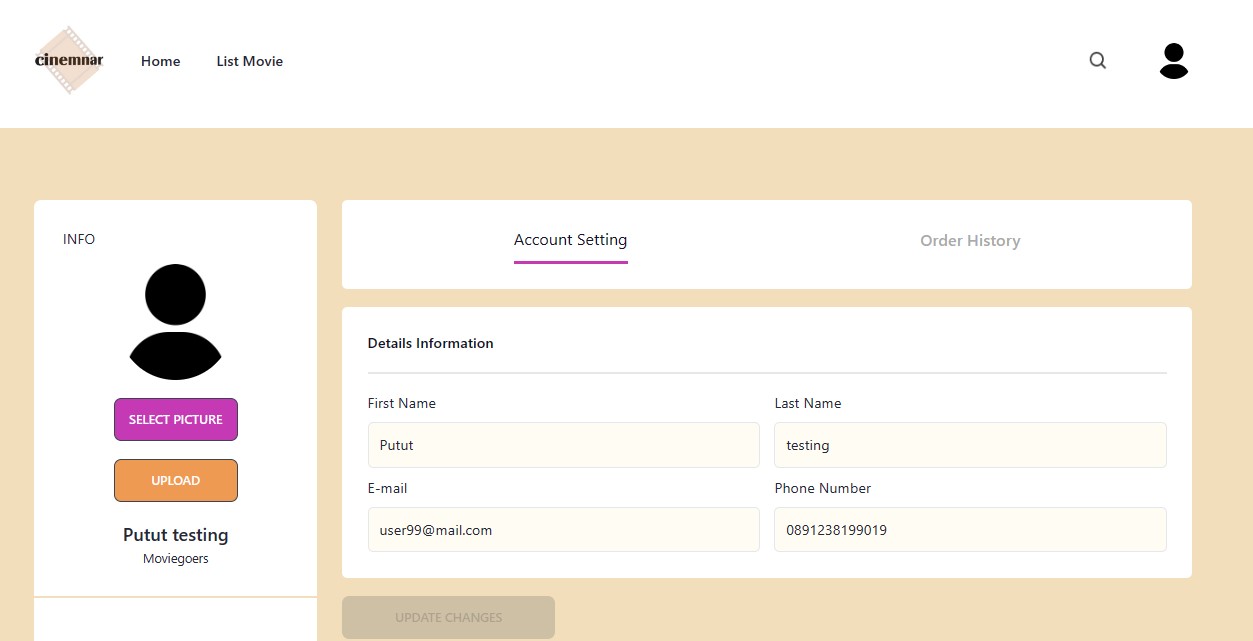 cinemnar
Home
List Movie
INFO
SELECT PICTURE
UPLOAD
Putut testing
Moviegoers
Account Setting
Order History
Details Information
First Name
Last Name
Putut
testing
E-mail
Phone Number
user99@mail.com
0891238199019
UPDATE CHANGES